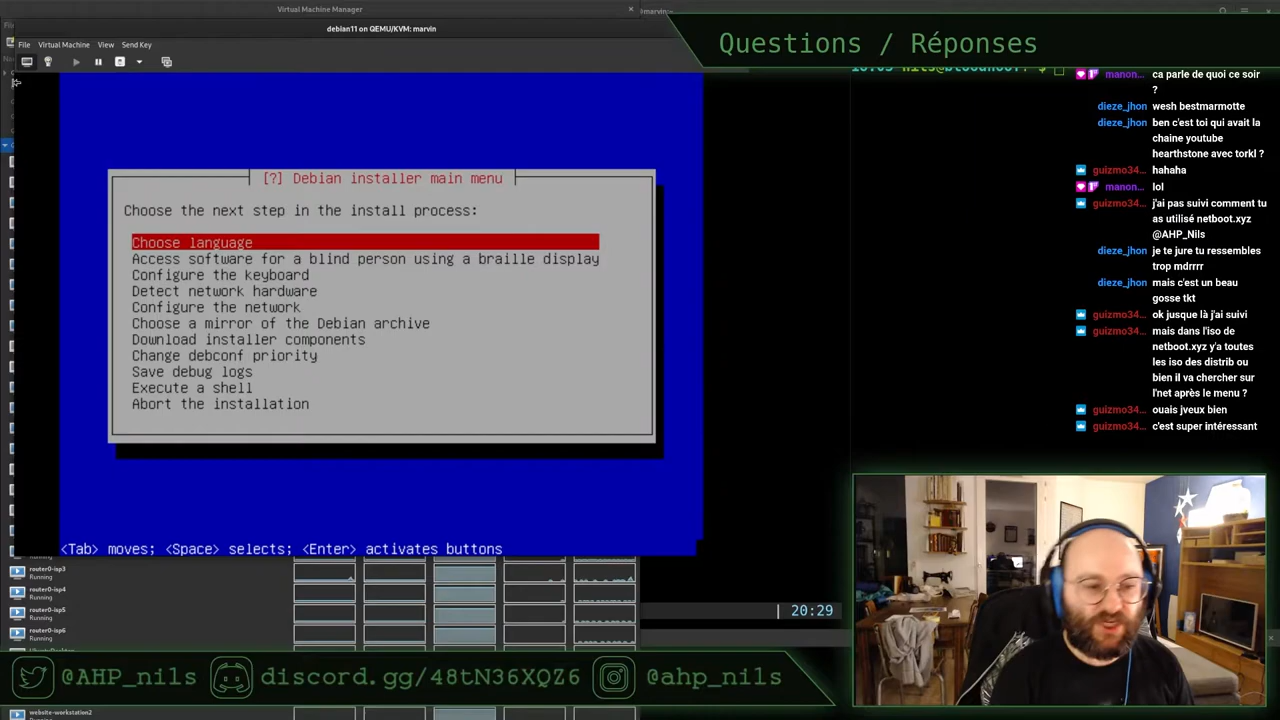 Virtual Machine Manager
debian11 on QEMU/KVM: marvin
File Virtual Machine View Send Key
Questions / Réponses
[?] Debian installer main menu
Choose the next step in the install process:
Choose language
Access software for a blind person using a braille display
Configure the keyboard
Detect network hardware
Configure the network
Choose a mirror of the Debian archive
Download installer components
Change debconf priority
Save debug logs
Execute a shell
Abort the installation
<Tab> moves; <Space> selects; <Enter> activates buttons
manon... ca parle de quoi ce soir
?
dieze_jhon wesh bestmarmotte
dieze_jhon ben c'est toi qui avait la
chaine youtube
hearthstone avec torkl ?
guizmo34... hahaha
manon... lol
guizmo34... j'ai pas suivi comment tu
as utilisé netboot.xyz
@AHP_Nils
dieze_jhon je te jure tu ressembles
trop mdrrrr
dieze_jhon mais c'est un beau
gosse tkt
guizmo34... ok jusque là j'ai suivi
guizmo34... mais dans l'iso de
netboot.xyz y'a toutes
les iso des distrib ou
bien il va chercher sur
l'net après le menu ?
guizmo34... ouais jveux bien
guizmo34... c'est super intéressant
router0-isp3
Running
router0-isp4
Running
router0-isp5
Running
router0-isp6
Running
20:29
@AHP_nils discord.gg/48tN36XQZ6 @ahp_nils
website-workstation2
Running